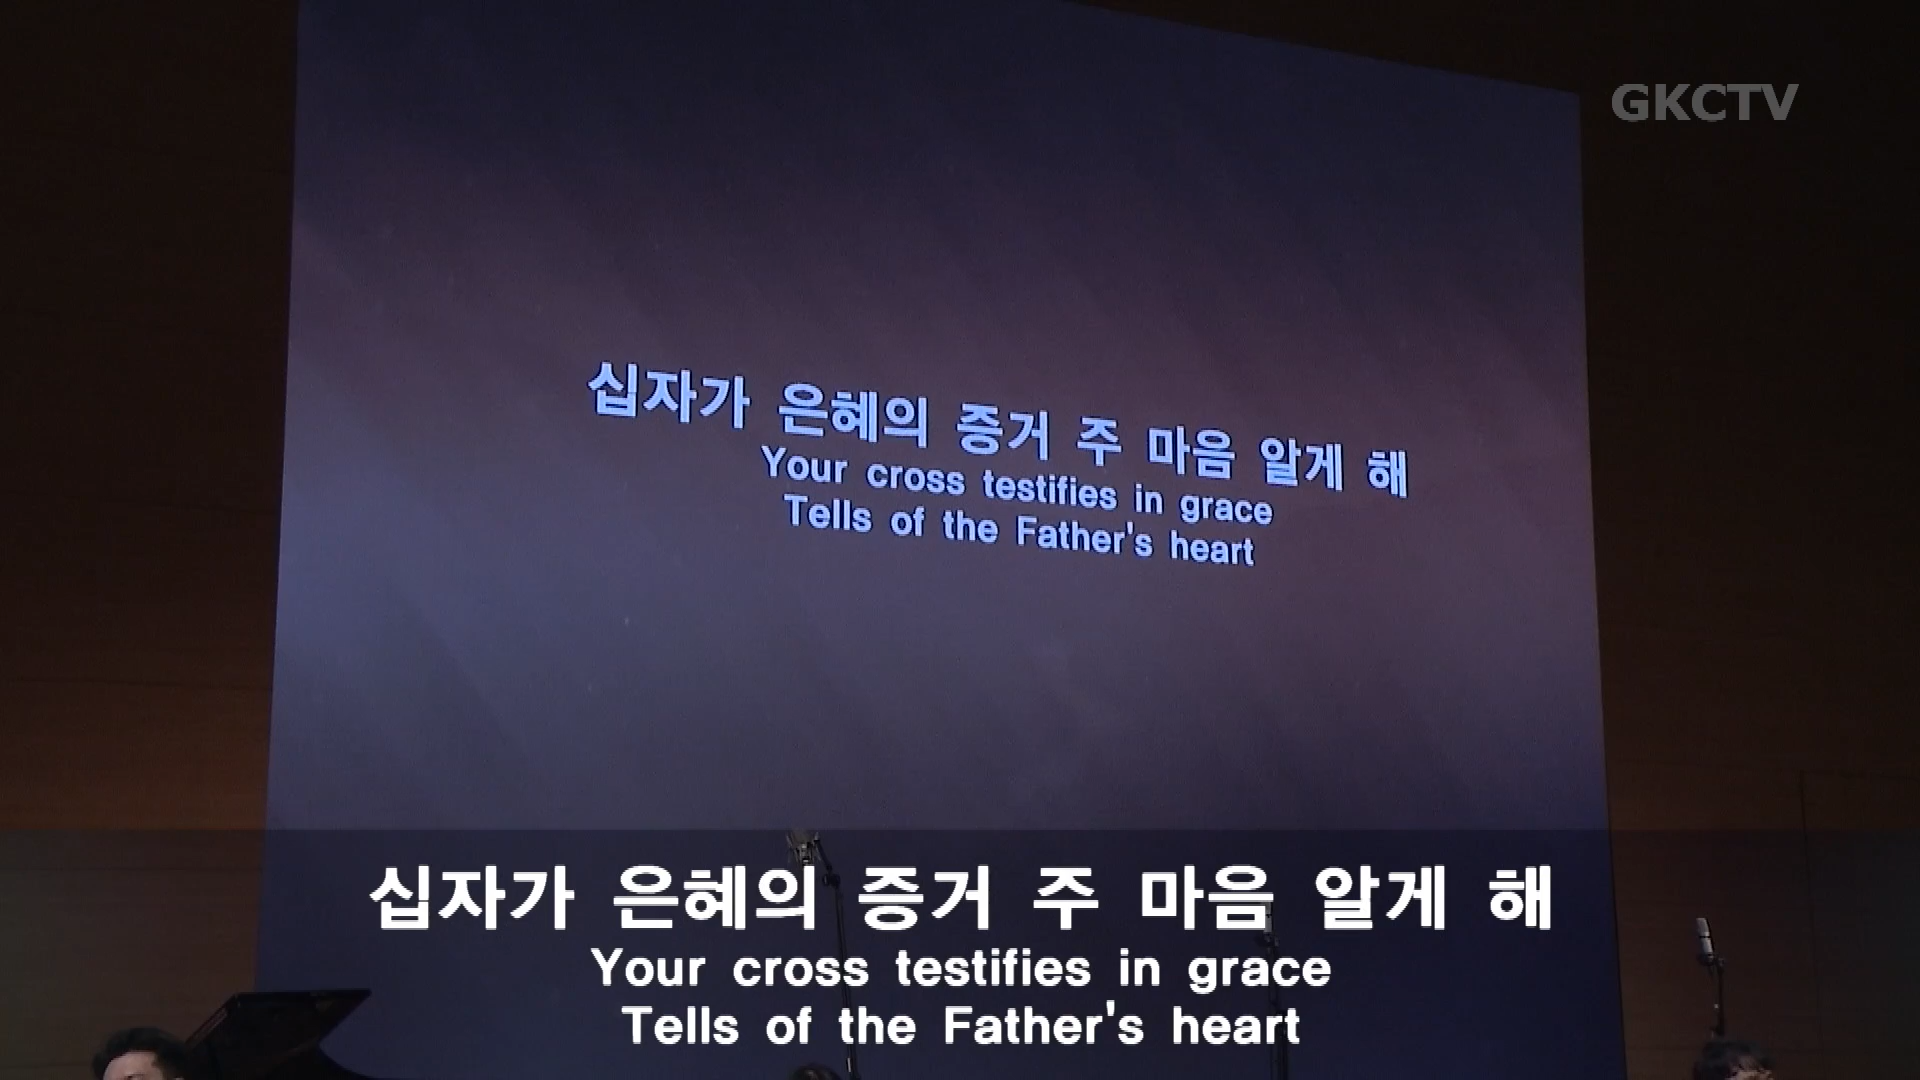 GKCTV
십자가 은혜의 증거 주 마음 알게 해
Your cross testifies in grace
Tells of the Father's heart
십자가 은혜의 증거 주 마음 알게 해
Your cross testifies in grace
Tells of the Father's heart